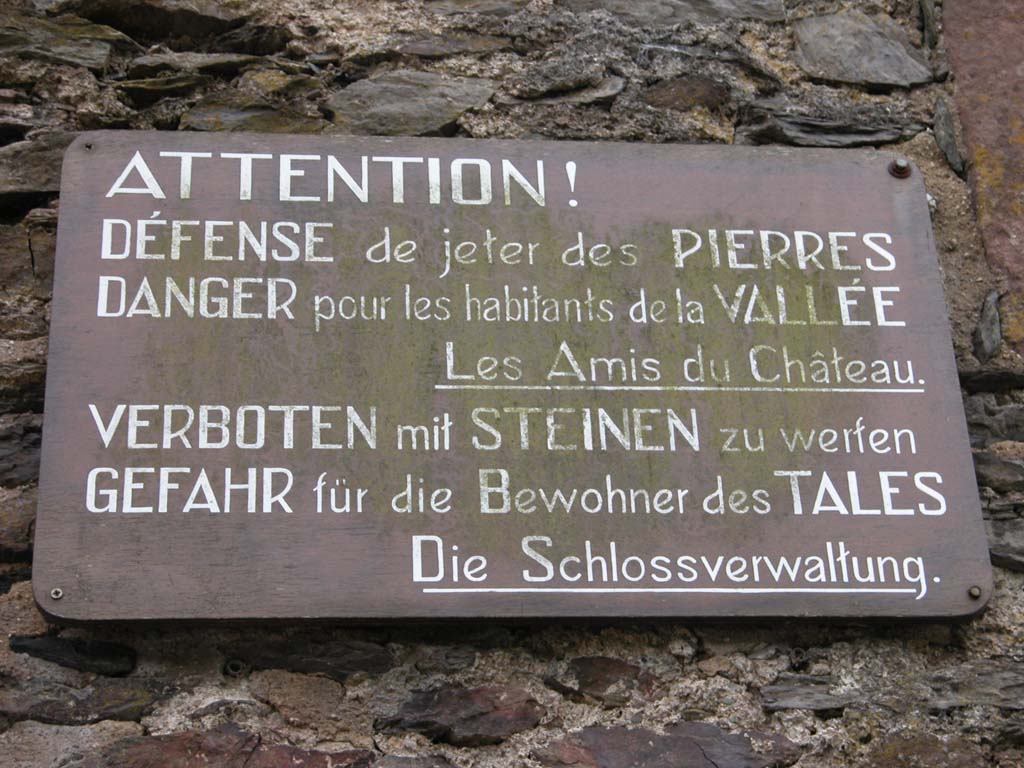 ATTENTION!
DÉFENSE de jeter des PIERRES
DANGER pour les habitants de la VALLÉE
Les Amis du Château.
VERBOTEN mit STEINEN zu werfen
GEFAHR für die Bewohner des TALES
Die Schlossverwaltung.